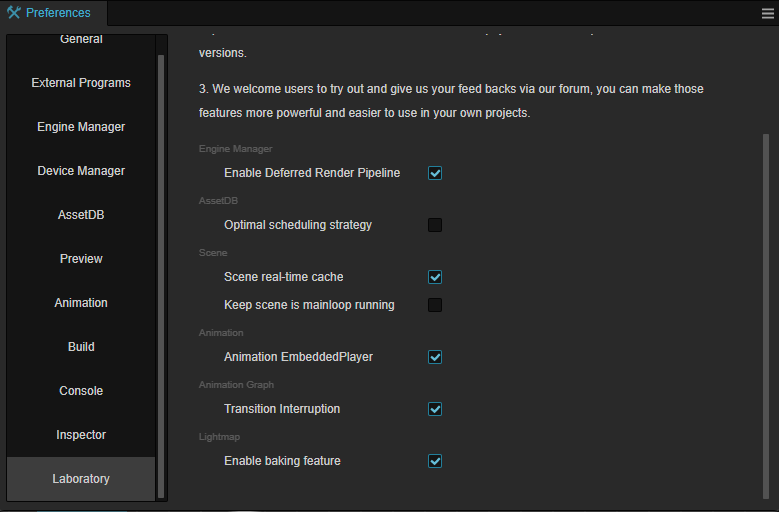 Preferences
General
External Programs
Engine Manager
Device Manager
AssetDB
Preview
Animation
Build
Console
Inspector
Laboratory
versions.
3. We welcome users to try out and give us your feed backs via our forum, you can make those
features more powerful and easier to use in your own projects.
Engine Manager
Enable Deferred Render Pipeline
AssetDB
Optimal scheduling strategy
Scene
Scene real-time cache
Keep scene is mainloop running
Animation
Animation EmbeddedPlayer
Animation Graph
Transition Interruption
Lightmap
Enable baking feature